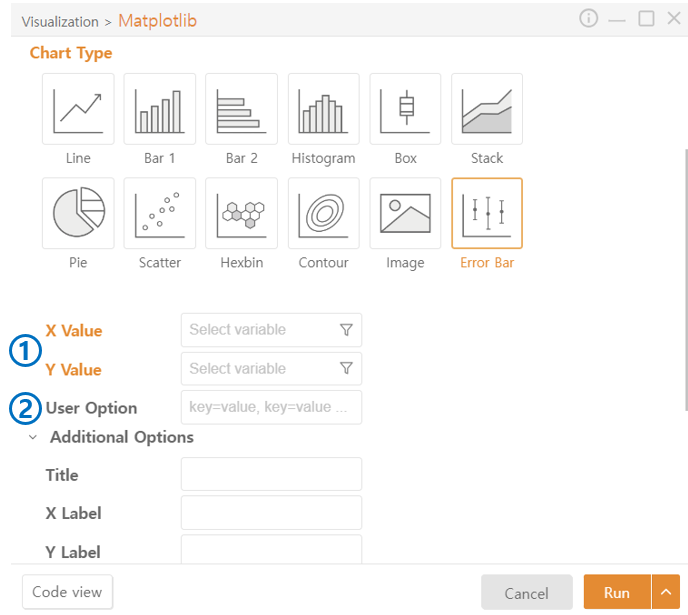 Visualization > Matplotlib
Chart Type
Line Bar 1 Bar 2 Histogram Box Stack
Pie Scatter Hexbin Contour Image Error Bar
1
X Value Select variable
Y Value Select variable
2 User Option key=value, key=value ...
Additional Options
Title
X Label
Y Label
Code view Cancel Run